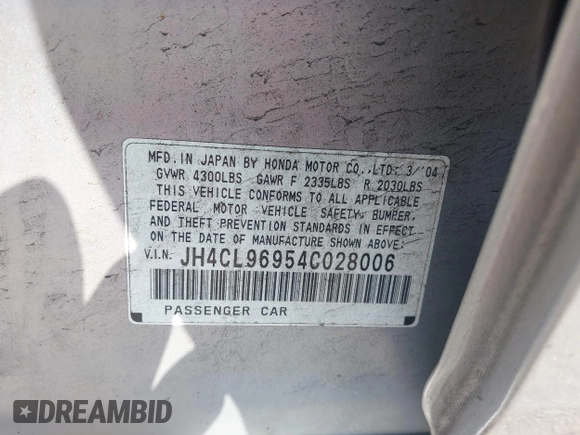 MFD. IN JAPAN BY HONDA MOTOR CO., LTD: 3/'04
GVWR 4300LBS GAWR F 2335LBS R 2030LBS
THIS VEHICLE CONFORMS TO ALL APPLICABLE
FEDERAL MOTOR VEHICLE SAFETY, BUMPER,
AND THEFT PREVENTION STANDARDS IN EFFECT
ON THE DATE OF MANUFACTURE SHOWN ABOVE:
V.I.N. JH4CL96954C028006
PASSENGER CAR
DREAMBID